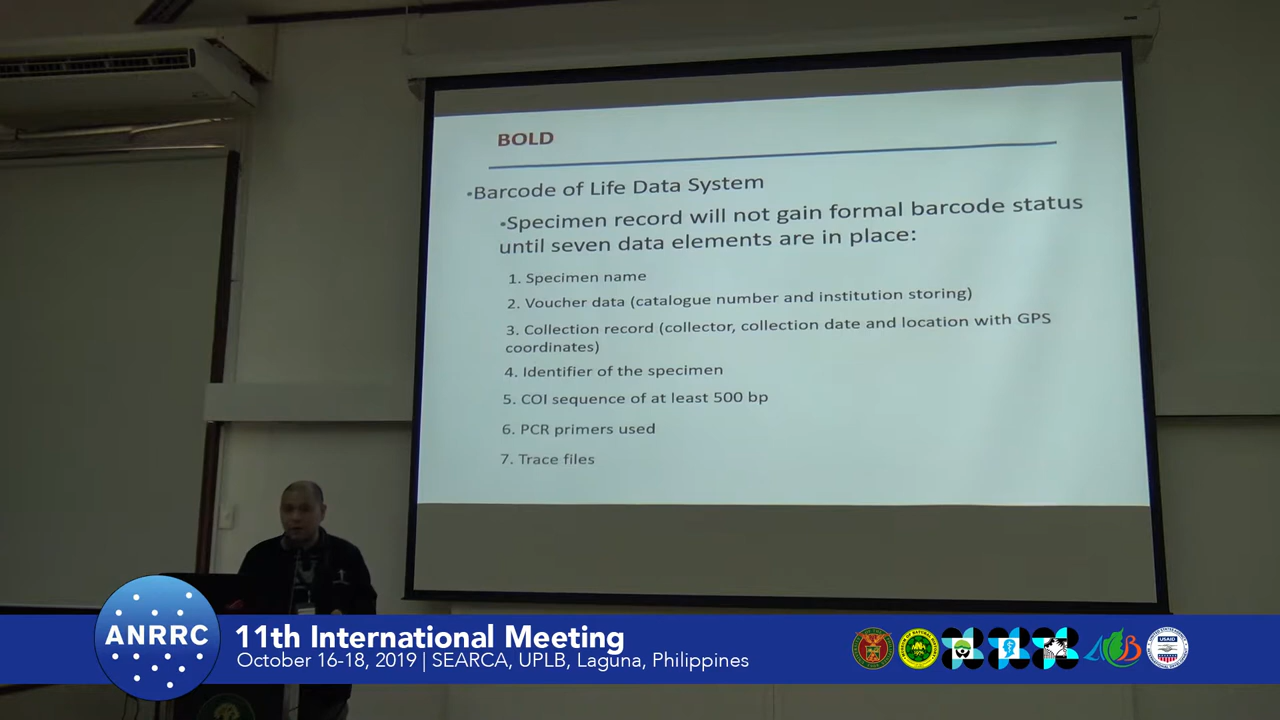 BOLD
•Barcode of Life Data System
•Specimen record will not gain formal barcode status
until seven data elements are in place:
1. Specimen name
2. Voucher data (catalogue number and institution storing)
3. Collection record (collector, collection date and location with GPS
coordinates)
4. Identifier of the specimen
5. COI sequence of at least 500 bp
6. PCR primers used
7. Trace files
ANRRC
11th International Meeting
October 16-18, 2019 | SEARCA, UPLB, Laguna, Philippines
USAID